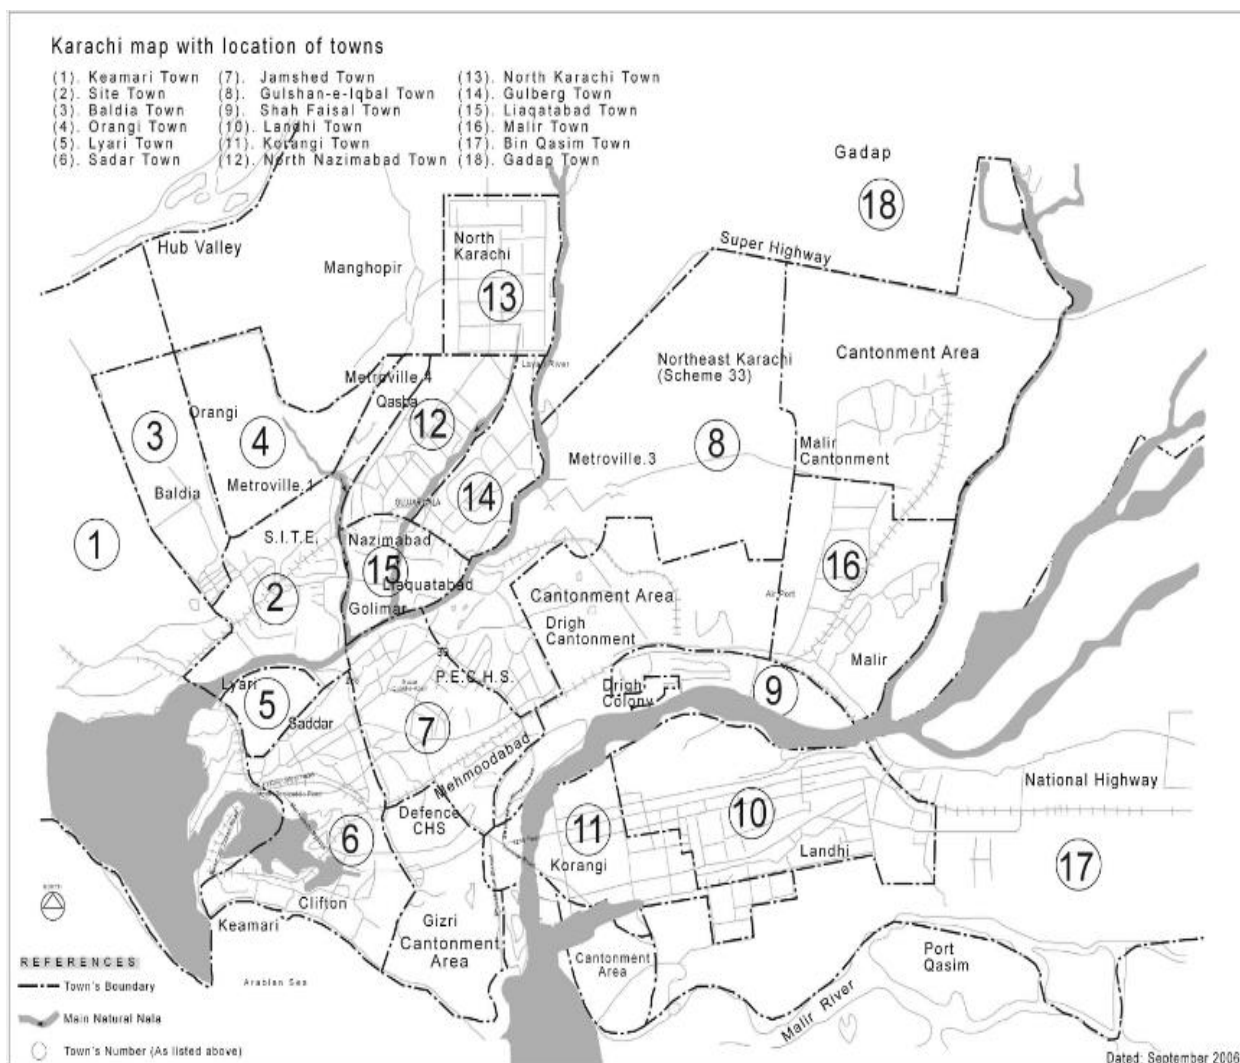 Karachi map with location of towns
(1). Keamari Town (7). Jamshed Town (13). North Karachi Town
(2). Site Town (8). Gulshan-e-Iqbal Town (14). Gulberg Town
(3). Baldia Town (9). Shah Faisal Town (15). Liaqatabad Town
(4). Orangi Town (10). Landhi Town (16). Malir Town
(5). Lyari Town (11). Korangi Town (17). Bin Qasim Town
(6). Sadar Town (12). North Nazimabad Town (18). Gadap Town
Gadap
18
Hub Valley
North
Karachi
Super Highway
Manghopir
13
Northeast Karachi
(Scheme 33)
Cantonment Area
Metroville.4
Qasba
Orangi
3
4
12
8
Malir
Cantonment
Metroville.3
Metroville.1
Baldia
14
S.I.T.E.
Nazimabad
1
15
16
2
Liaquatabad
Golimar
Cantonment Area
Air Port
Drigh
Cantonment
Malir
P.E.C.H.S.
Lyari
5
Drigh
Colony
9
Saddar
7
Mehmoodabad
National Highway
Defence
CHS
6
11
10
Korangi
Landhi
17
Clifton
Keamari
Gizri
Cantonment
Area
Cantonment
Area
Port
Qasim
Malir River
Arabian Sea
NORTH
REFERENCES
Town's Boundary
Main Natural Nala
Town's Number (As listed above)
Dated: September 2006